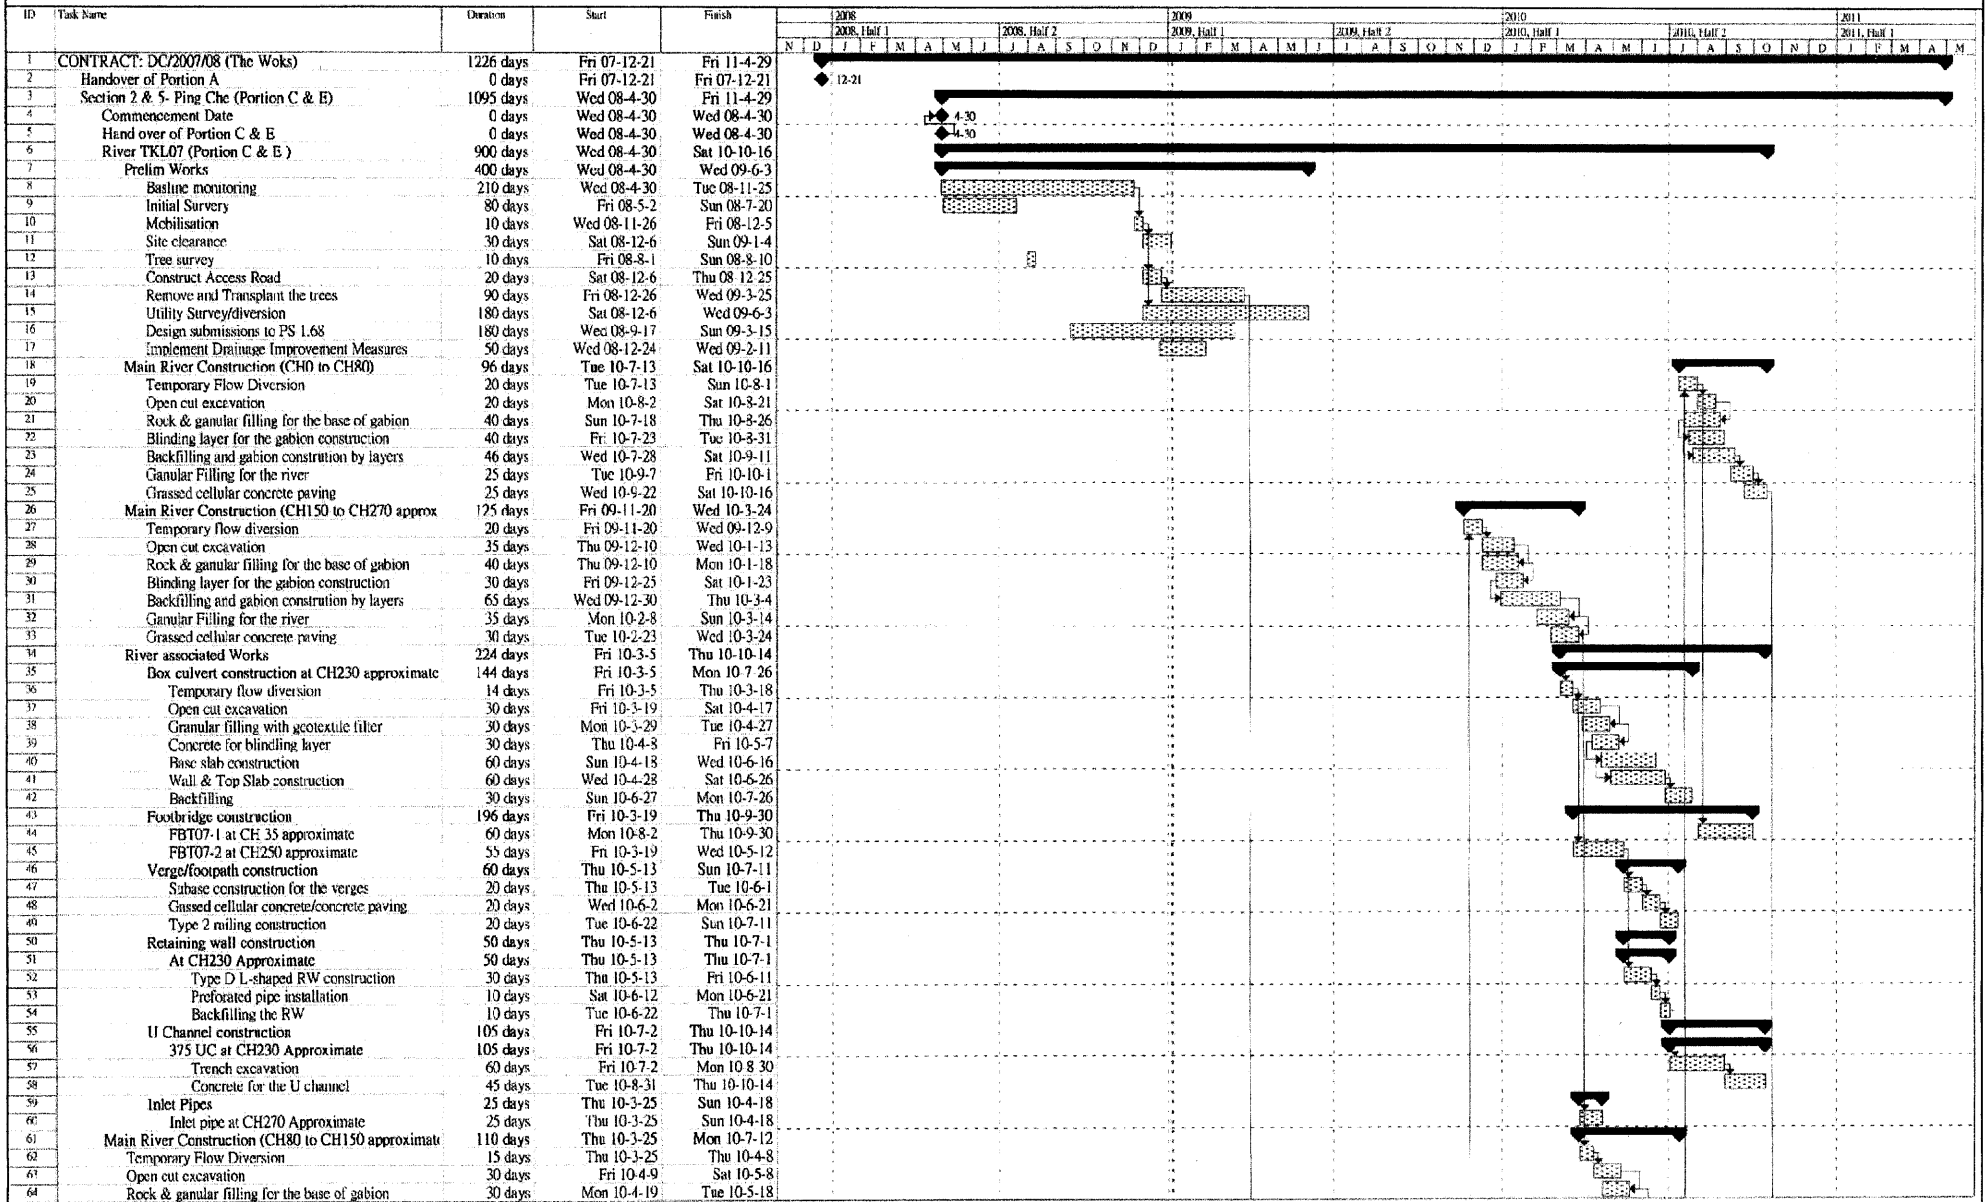 ID Task Name Duration Start Finish 2008 2009 2010 2011
2008, Half 1 2008, Half 2 2009, Half 1 2009, Half 2 2010, Half 1 2010, Half 2 2011, Half 1
N D J F M A M J J A S O N D J F M A M J J A S O N D J F M A M J J A S O N D J F M A M
1 CONTRACT: DC/2007/08 (The Woks) 1226 days Fri 07-12-21 Fri 11-4-29
2 Handover of Portion A 0 days Fri 07-12-21 Fri 07-12-21 12-21
3 Section 2 & 5- Ping Che (Portion C & E) 1095 days Wed 08-4-30 Fri 11-4-29
4 Commencement Date 0 days Wed 08-4-30 Wed 08-4-30 4-30
5 Hand over of Portion C & E 0 days Wed 08-4-30 Wed 08-4-30 4-30
6 River TKL07 (Portion C & E ) 900 days Wed 08-4-30 Sat 10-10-16
7 Prelim Works 400 days Wed 08-4-30 Wed 09-6-3
8 Basline monitoring 210 days Wed 08-4-30 Tue 08-11-25
9 Initial Survery 80 days Fri 08-5-2 Sun 08-7-20
10 Mobilisation 10 days Wed 08-11-26 Fri 08-12-5
11 Site clearance 30 days Sat 08-12-6 Sun 09-1-4
12 Tree survey 10 days Fri 08-8-1 Sun 08-8-10
13 Construct Access Road 20 days Sat 08-12-6 Thu 08-12-25
14 Remove and Transplant the trees 90 days Fri 08-12-26 Wed 09-3-25
15 Utility Survey/diversion 180 days Sat 08-12-6 Wed 09-6-3
16 Design submissions to PS 1.68 180 days Wed 08-9-17 Sun 09-3-15
17 Implement Drainage Improvement Measures 50 days Wed 08-12-24 Wed 09-2-11
18 Main River Construction (CH0 to CH80) 96 days Tue 10-7-13 Sat 10-10-16
19 Temporary Flow Diversion 20 days Tue 10-7-13 Sun 10-8-1
20 Open cut excavation 20 days Mon 10-8-2 Sat 10-8-21
21 Rock & ganular filling for the base of gabion 40 days Sun 10-7-18 Thu 10-8-26
22 Blinding layer for the gabion construction 40 days Fri 10-7-23 Tue 10-8-31
23 Backfilling and gabion constrution by layers 46 days Wed 10-7-28 Sat 10-9-11
24 Ganular Filling for the river 25 days Tue 10-9-7 Fri 10-10-1
25 Grassed cellular concrete paving 25 days Wed 10-9-22 Sat 10-10-16
26 Main River Construction (CH150 to CH270 approx 125 days Fri 09-11-20 Wed 10-3-24
27 Temporary flow diversion 20 days Fri 09-11-20 Wed 09-12-9
28 Open cut excavation 35 days Thu 09-12-10 Wed 10-1-13
29 Rock & ganular filling for the base of gabion 40 days Thu 09-12-10 Mon 10-1-18
30 Blinding layer for the gabion construction 30 days Fri 09-12-25 Sat 10-1-23
31 Backfilling and gabion constrution by layers 65 days Wed 09-12-30 Thu 10-3-4
32 Ganular Filling for the river 35 days Mon 10-2-8 Sun 10-3-14
33 Grassed cellular concrete paving 30 days Tue 10-2-23 Wed 10-3-24
34 River associated Works 224 days Fri 10-3-5 Thu 10-10-14
35 Box culvert construction at CH230 approximate 144 days Fri 10-3-5 Mon 10-7-26
36 Temporary flow diversion 14 days Fri 10-3-5 Thu 10-3-18
37 Open cut excavation 30 days Fri 10-3-19 Sat 10-4-17
38 Granular filling with geotextile filter 30 days Mon 10-3-29 Tue 10-4-27
39 Concrete for blindling layer 30 days Thu 10-4-8 Fri 10-5-7
40 Base slab construction 60 days Sun 10-4-18 Wed 10-6-16
41 Wall & Top Slab construction 60 days Wed 10-4-28 Sat 10-6-26
42 Backfilling 30 days Sun 10-6-27 Mon 10-7-26
43 Footbridge construction 196 days Fri 10-3-19 Thu 10-9-30
44 FBT07-1 at CH 35 approximate 60 days Mon 10-8-2 Thu 10-9-30
45 FBT07-2 at CH250 approximate 55 days Fri 10-3-19 Wed 10-5-12
46 Verge/footpath construction 60 days Thu 10-5-13 Sun 10-7-11
47 Subase construction for the verges 20 days Thu 10-5-13 Tue 10-6-1
48 Gassed cellular concrete/concrete paving 20 days Wed 10-6-2 Mon 10-6-21
49 Type 2 railing construction 20 days Tue 10-6-22 Sun 10-7-11
50 Retaining wall construction 50 days Thu 10-5-13 Thu 10-7-1
51 At CH230 Approximate 50 days Thu 10-5-13 Thu 10-7-1
52 Type D L-shaped RW construction 30 days Thu 10-5-13 Fri 10-6-11
53 Preforated pipe installation 10 days Sat 10-6-12 Mon 10-6-21
54 Backfilling the RW 10 days Tue 10-6-22 Thu 10-7-1
55 U Channel construction 105 days Fri 10-7-2 Thu 10-10-14
56 375 UC at CH230 Approximate 105 days Fri 10-7-2 Thu 10-10-14
57 Trench excavation 60 days Fri 10-7-2 Mon 10-8-30
58 Concrete for the U channel 45 days Tue 10-8-31 Thu 10-10-14
59 Inlet Pipes 25 days Thu 10-3-25 Sun 10-4-18
60 Inlet pipe at CH270 Approximate 25 days Thu 10-3-25 Sun 10-4-18
61 Main River Construction (CH80 to CH150 approximate 110 days Thu 10-3-25 Mon 10-7-12
62 Temporary Flow Diversion 15 days Thu 10-3-25 Thu 10-4-8
63 Open cut excavation 30 days Fri 10-4-9 Sat 10-5-8
64 Rock & ganular filling for the base of gabion 30 days Mon 10-4-19 Tue 10-5-18